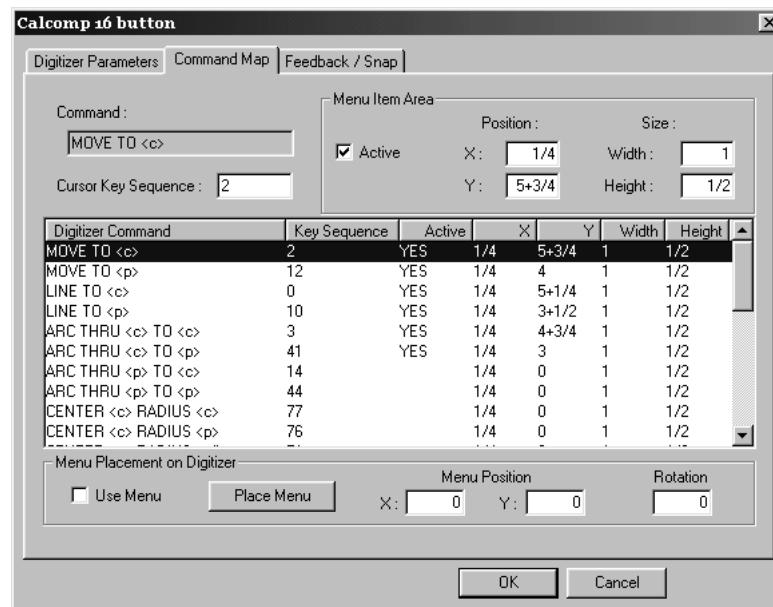 Calcomp 16 button
Digitizer Parameters Command Map Feedback / Snap
Command :
MOVE TO <c>
Cursor Key Sequence : 2
Menu Item Area
Position : Size :
Active X : 1/4 Width : 1
Y : 5+3/4 Height : 1/2
Digitizer Command Key Sequence Active X Y Width Height
MOVE TO <c> 2 YES 1/4 5+3/4 1 1/2
MOVE TO <p> 12 YES 1/4 4 1 1/2
LINE TO <c> 0 YES 1/4 5+1/4 1 1/2
LINE TO <p> 10 YES 1/4 3+1/2 1 1/2
ARC THRU <c> TO <c> 3 YES 1/4 4+3/4 1 1/2
ARC THRU <c> TO <p> 41 YES 1/4 3 1 1/2
ARC THRU <p> TO <c> 14 1/4 0 1 1/2
ARC THRU <p> TO <p> 44 1/4 0 1 1/2
CENTER <c> RADIUS <c> 77 1/4 0 1 1/2
CENTER <c> RADIUS <p> 76 1/4 0 1 1/2
Menu Placement on Digitizer
Menu Position Rotation
Use Menu Place Menu X : 0 Y : 0 0
OK Cancel